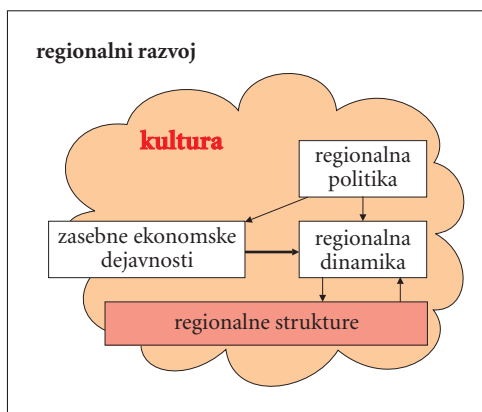 regionalni razvoj
kultura
regionalna
politika
zasebne ekonomske
dejavnosti
regionalna
dinamika
regionalne strukture